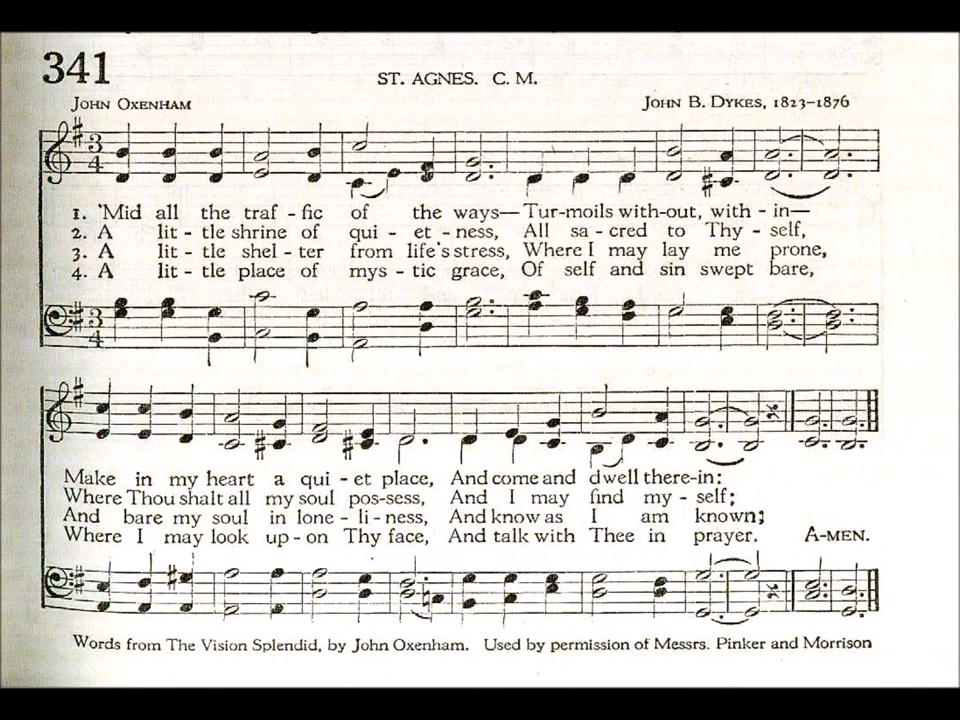 341
ST. AGNES. C. M.
JOHN OXENHAM
JOHN B. DYKES, 1823–1876
1. 'Mid all the traf - fic of the ways— Tur-moils with-out, with - in—
2. A lit - tle shrine of qui - et - ness, All sa - cred to Thy - self,
3. A lit - tle shel - ter from life's stress, Where I may lay me prone,
4. A lit - tle place of mys - tic grace, Of self and sin swept bare,
Make in my heart a qui - et place, And come and dwell there-in:
Where Thou shalt all my soul pos-sess, And I may find my - self;
And bare my soul in lone - li - ness, And know as I am known;
Where I may look up - on Thy face, And talk with Thee in prayer. A-MEN.
Words from The Vision Splendid, by John Oxenham. Used by permission of Messrs. Pinker and Morrison